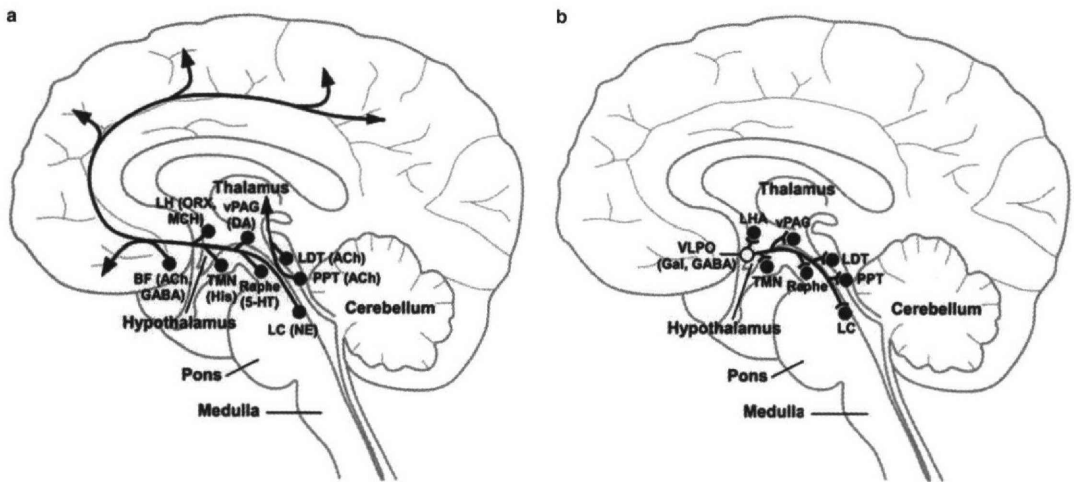 a
Thalamus
LH (ORX,
MCH)
vPAG
(DA)
LDT (ACh)
PPT (ACh)
BF (ACh,
GABA)
TMN
(His)
Raphe
(5-HT)
Hypothalamus
LC (NE)
Cerebellum
Pons
Medulla
b
Thalamus
LHA
vPAG
VLPO
(Gal, GABA)
LDT
TMN
Raphe
PPT
Hypothalamus
LC
Cerebellum
Pons
Medulla